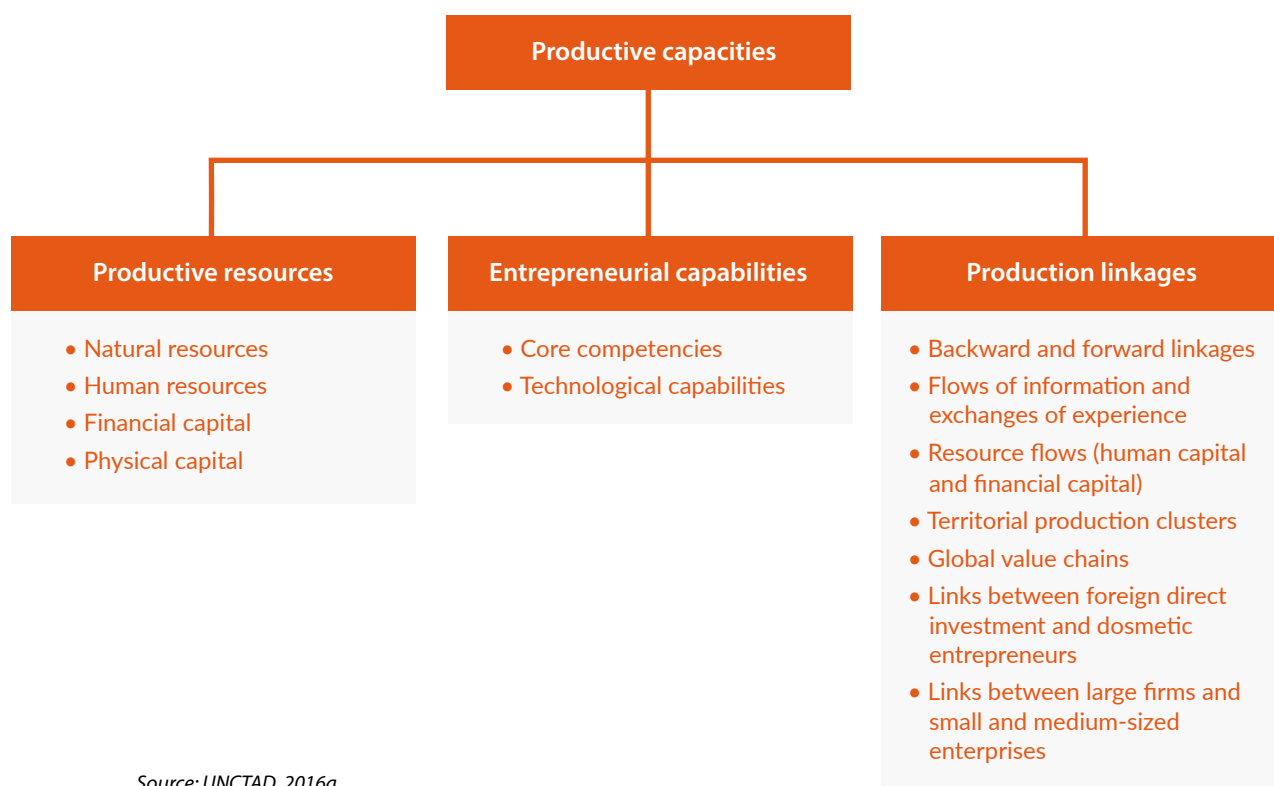 Productive capacities
Productive resources
• Natural resources
• Human resources
• Financial capital
• Physical capital
Entrepreneurial capabilities
• Core competencies
• Technological capabilities
Production linkages
• Backward and forward linkages
• Flows of information and
exchanges of experience
• Resource flows (human capital
and financial capital)
• Territorial production clusters
• Global value chains
• Links between foreign direct
investment and dosmetic
entrepreneurs
• Links between large firms and
small and medium-sized
enterprises
Source: UNCTAD, 2016a